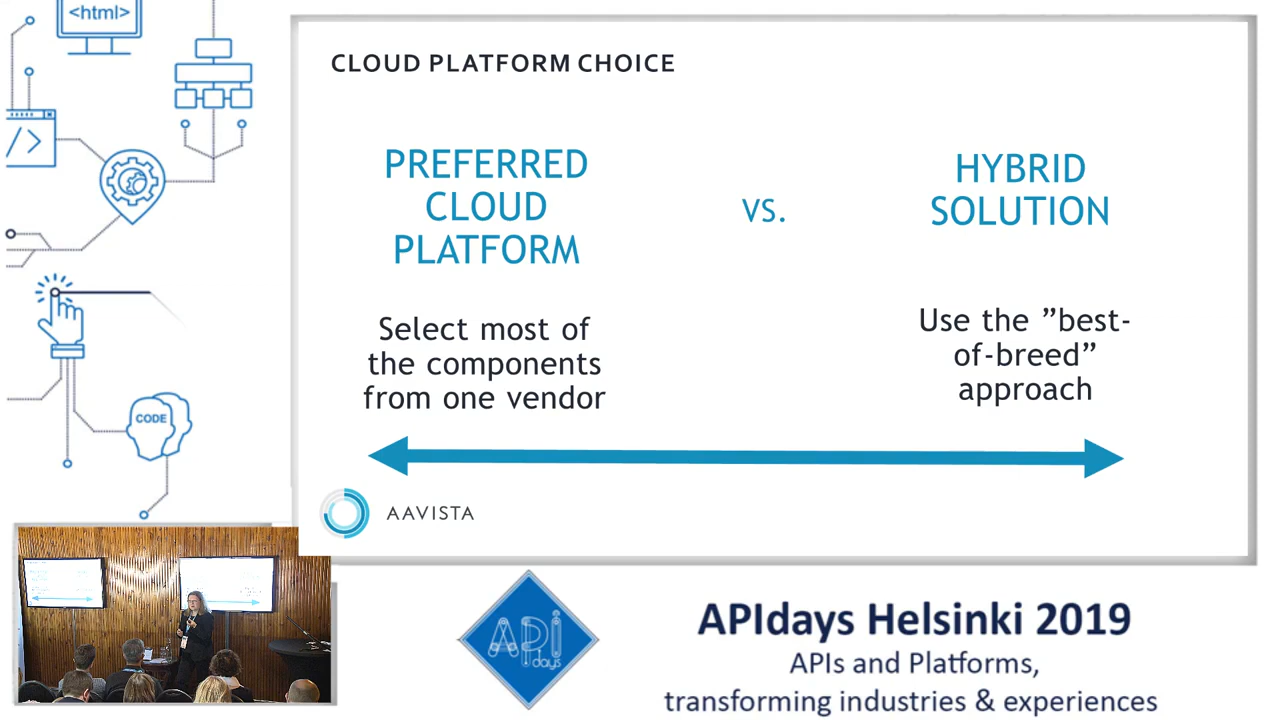 <html>
CLOUD PLATFORM CHOICE
PREFERRED
CLOUD
PLATFORM
VS.
HYBRID
SOLUTION
Select most of
the components
from one vendor
Use the ”best-
of-breed”
approach
AAVISTA
</>
CODE
API
days
APIdays Helsinki 2019
APIs and Platforms,
transforming industries & experiences